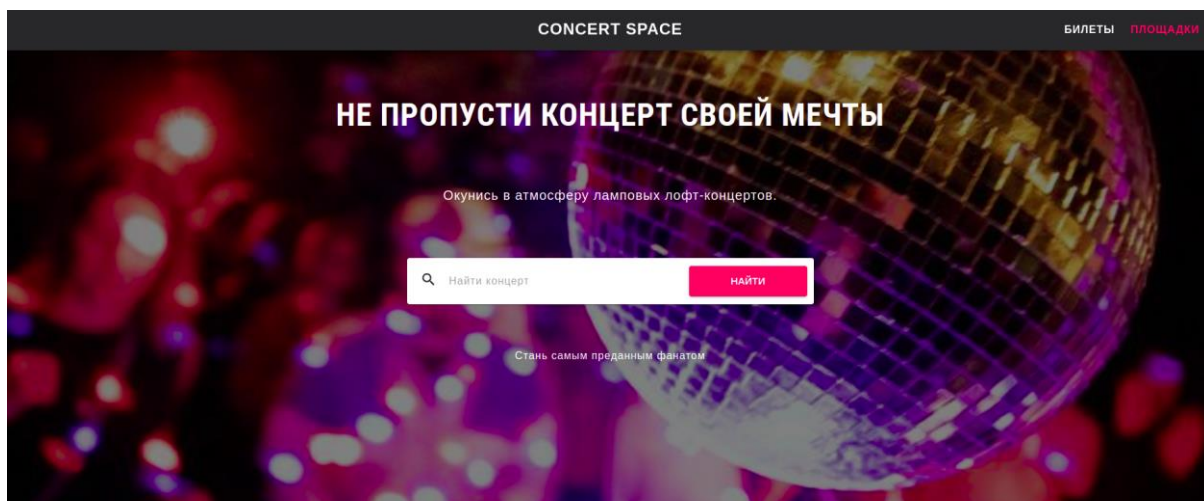 CONCERT SPACE
БИЛЕТЫ ПЛОЩАДКИ
НЕ ПРОПУСТИ КОНЦЕРТ СВОЕЙ МЕЧТЫ
Окунись в атмосферу ламповых лофт-концертов.
Найти концерт
НАЙТИ
Стань самым преданным фанатом